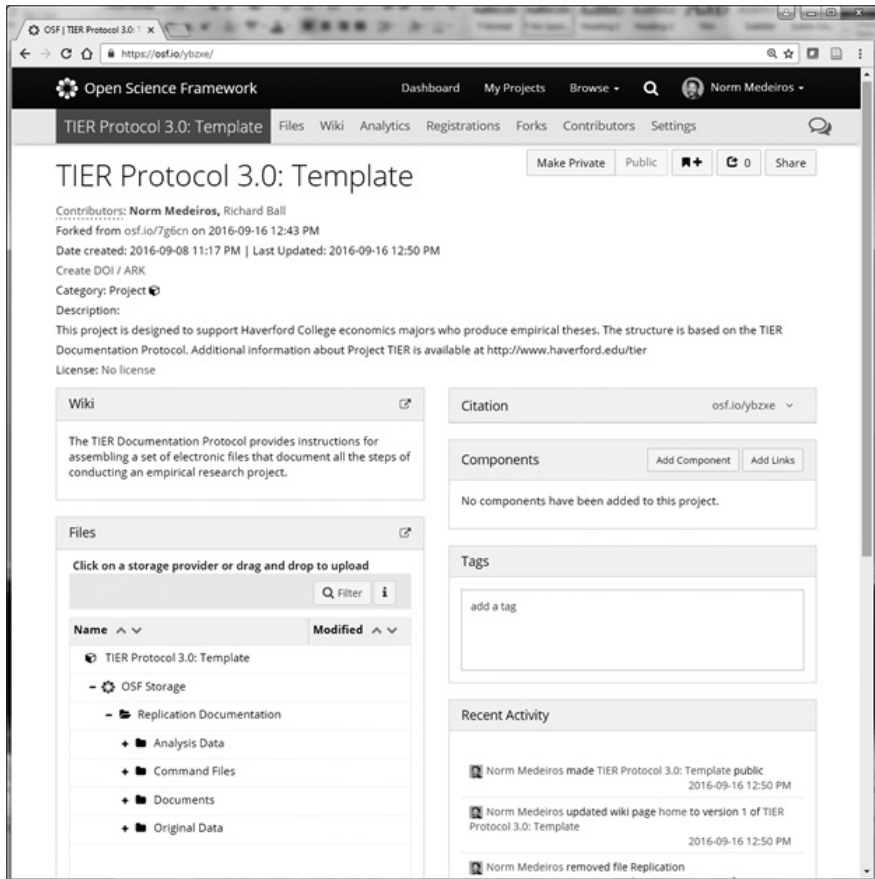 OSF | TIER Protocol 3.0: T
https://osf.io/ybzxe/
Open Science Framework
Dashboard My Projects Browse Norm Medeiros
TIER Protocol 3.0: Template Files Wiki Analytics Registrations Forks Contributors Settings
TIER Protocol 3.0: Template
Make Private Public 0 Share
Contributors: Norm Medeiros, Richard Ball
Forked from osf.io/7g6cn on 2016-09-16 12:43 PM
Date created: 2016-09-08 11:17 PM | Last Updated: 2016-09-16 12:50 PM
Create DOI / ARK
Category: Project
Description:
This project is designed to support Haverford College economics majors who produce empirical theses. The structure is based on the TIER
Documentation Protocol. Additional information about Project TIER is available at http://www.haverford.edu/tier
License: No license
Wiki
The TIER Documentation Protocol provides instructions for
assembling a set of electronic files that document all the steps of
conducting an empirical research project.
Files
Click on a storage provider or drag and drop to upload
Filter i
Name Modified
TIER Protocol 3.0: Template
- OSF Storage
- Replication Documentation
+ Analysis Data
+ Command Files
+ Documents
+ Original Data
Citation osf.io/ybzxe
Components Add Component Add Links
No components have been added to this project.
Tags
add a tag
Recent Activity
Norm Medeiros made TIER Protocol 3.0: Template public
2016-09-16 12:50 PM
Norm Medeiros updated wiki page home to version 1 of TIER
Protocol 3.0: Template
2016-09-16 12:50 PM
Norm Medeiros removed file Replication